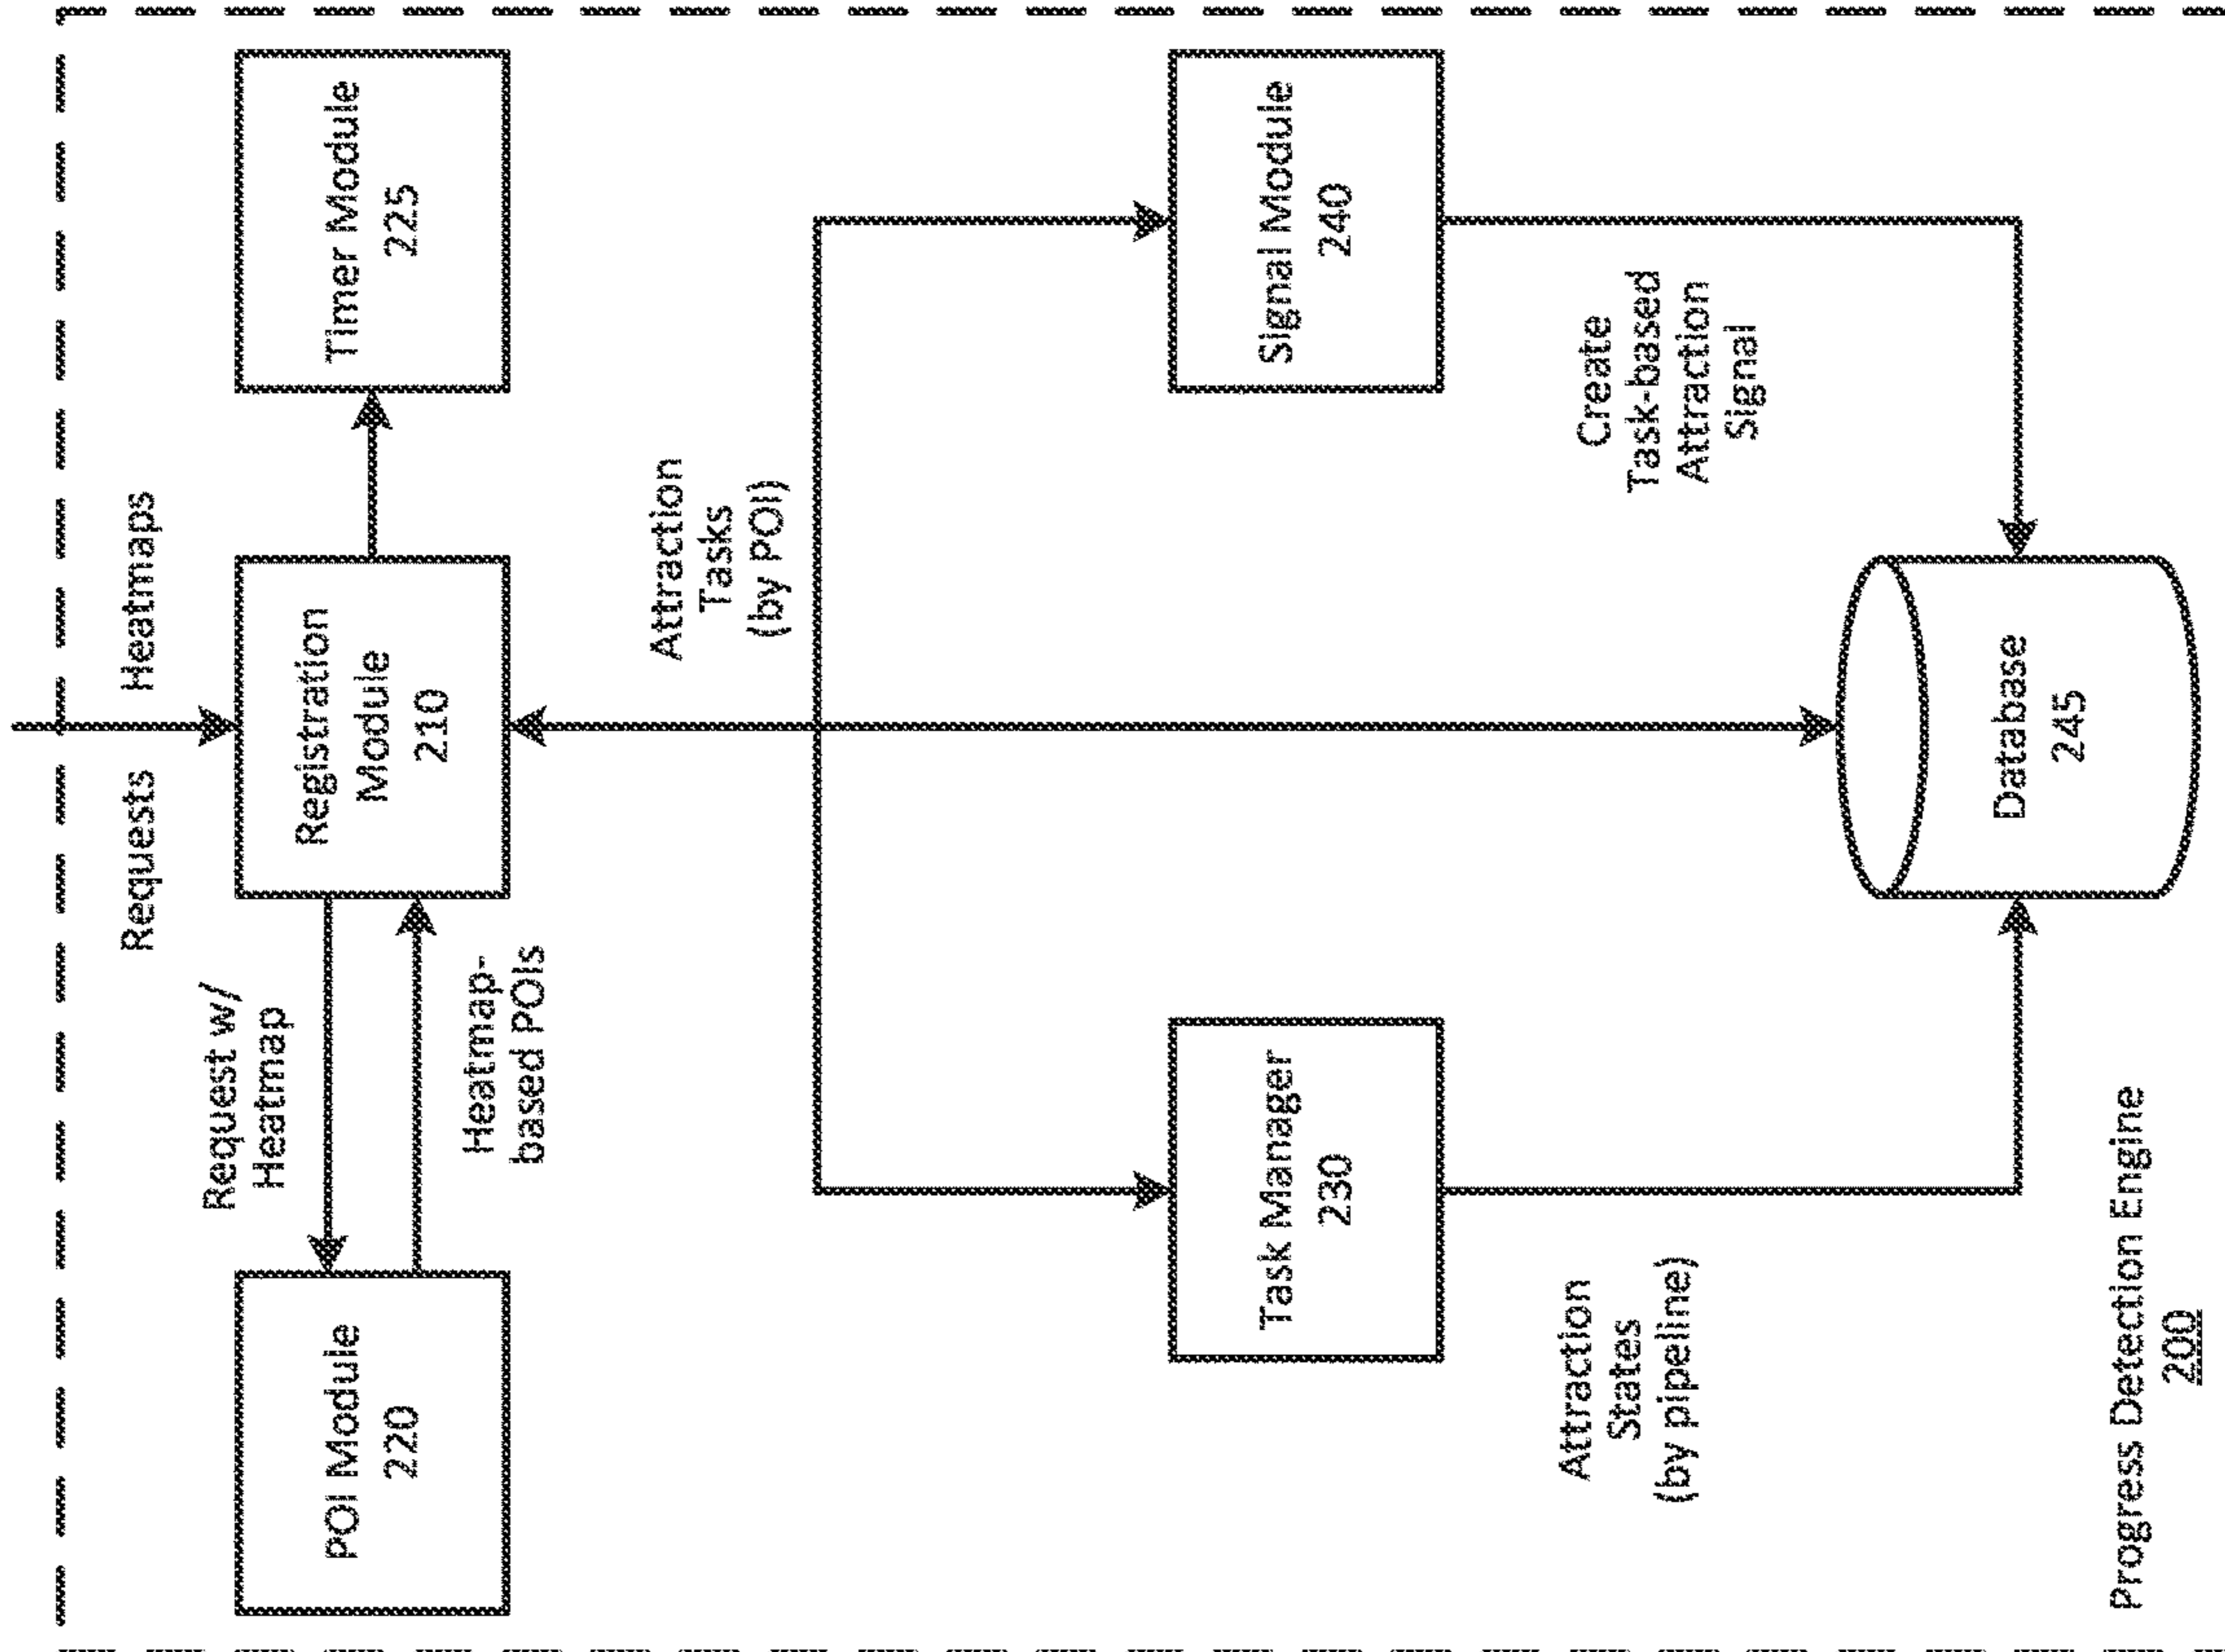 Requests
Heatmaps
Request w/
Heatmap
POI Module
220
Registration
Module
210
Timer Module
225
Heatmap-
based POIs
Attraction
Tasks
(by POI)
Task Manager
230
Signal Module
240
Attraction
States
(by pipeline)
Create
Task-based
Attraction
Signal
Database
245
Progress Detection Engine
200